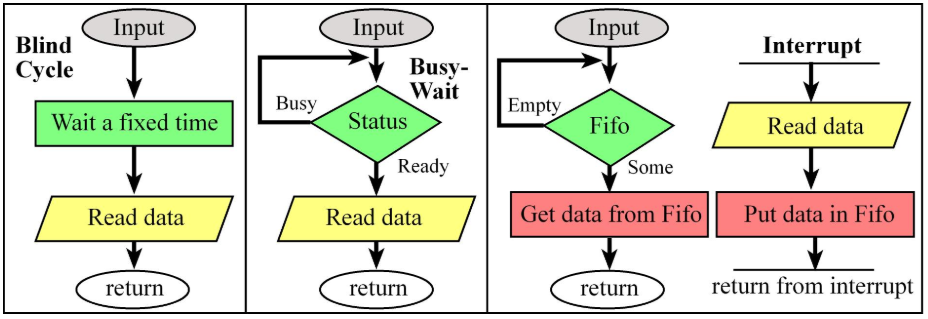 Input
Blind
Cycle
Wait a fixed time
Read data
return
Input
Busy-
Wait
Busy
Status
Ready
Read data
return
Input
Empty
Fifo
Some
Get data from Fifo
return
Interrupt
Read data
Put data in Fifo
return from interrupt